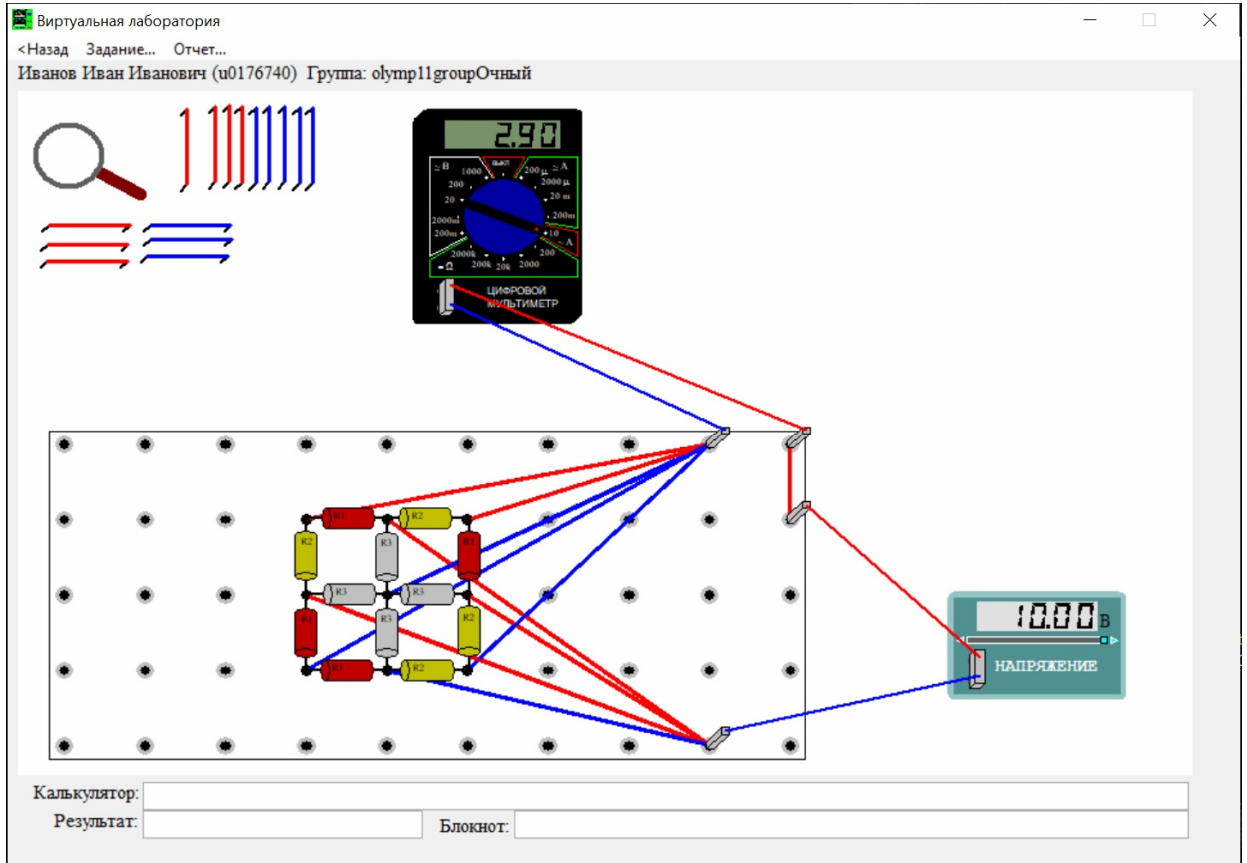 Виртуальная лаборатория
<Назад Задание... Отчет...
Иванов Иван Иванович (u0176740) Группа: olymp11groupОчный
2.90
~В 1000 ВЫКЛ 200 µ ~ А
200 2000 µ
20 20 m
2000m 200m
200m 10 ~А
2000k 200
-Ω 200k 20k 2000
ЦИФРОВОЙ
МУЛЬТИМЕТР
R1 R2
R2 R3 R1
R3 R3
R1 R3 R2
R1 R2
10.00 В
НАПРЯЖЕНИЕ
Калькулятор:
Результат: Блокнот: